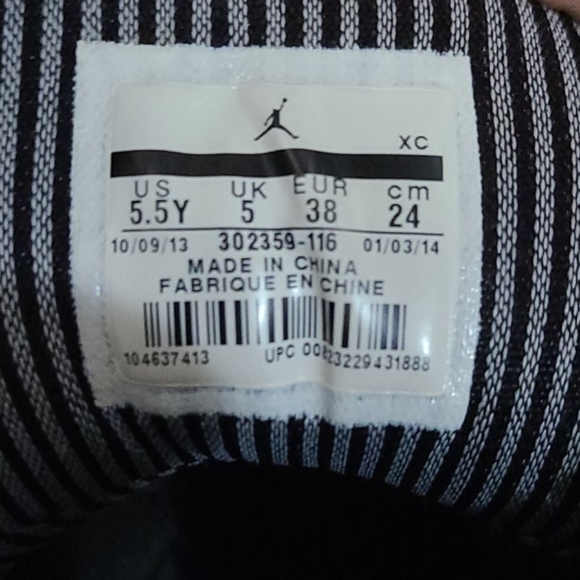 XC
US UK EUR cm
5.5Y 5 38 24
10/09/13 302359-116 01/03/14
MADE IN CHINA
FABRIQUE EN CHINE
104637413 UPC 00823229431888